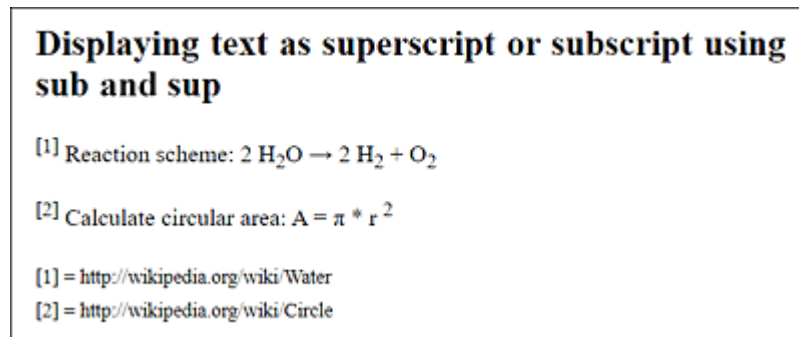 Displaying text as superscript or subscript using
sub and sup
[1] Reaction scheme: 2 H₂O → 2 H₂ + O₂
[2] Calculate circular area: A = π * r ²
[1] = http://wikipedia.org/wiki/Water
[2] = http://wikipedia.org/wiki/Circle